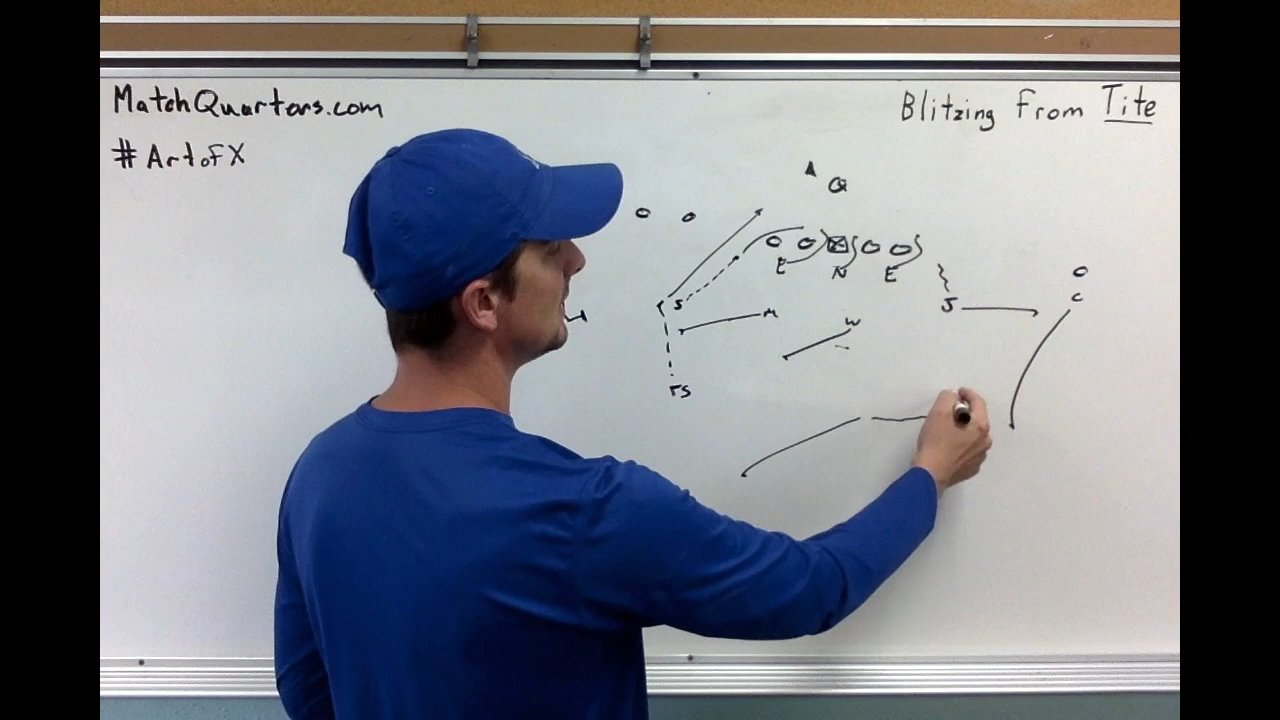 MatchQuarters.com
Blitzing From Tite
#ArtofX
Q
E N E
S
J
C
M
W
FS